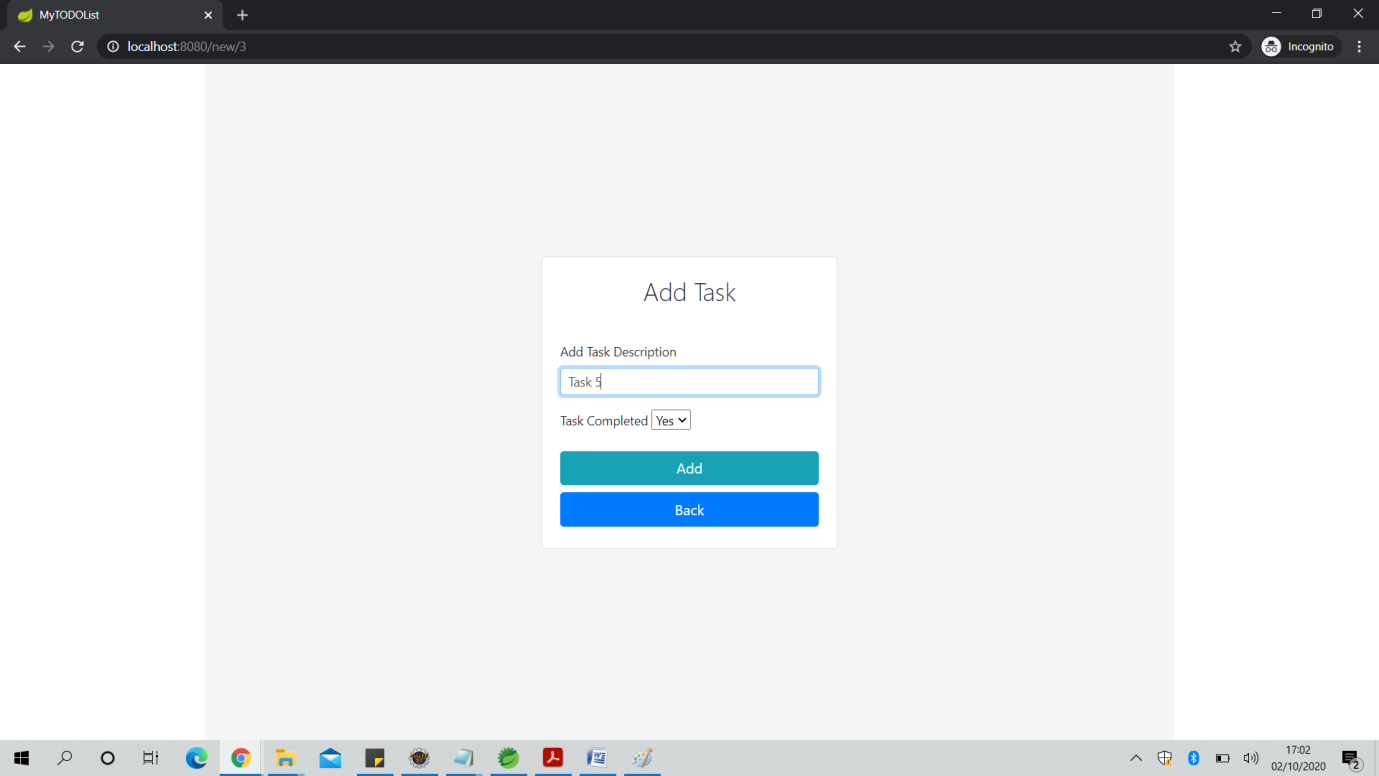 MyTODOList
localhost:8080/new/3
Incognito
Add Task
Add Task Description
Task 5
Task Completed Yes
Add
Back
17:02
02/10/2020
2